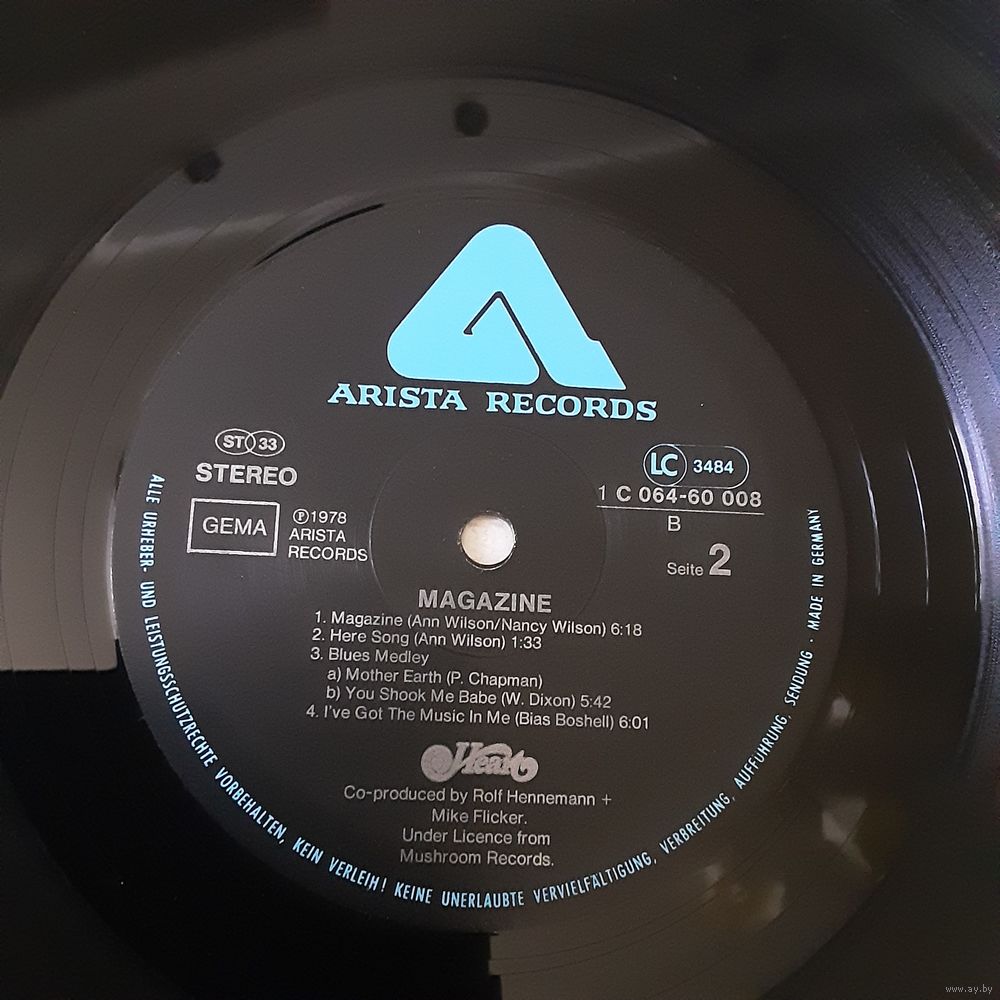 ARISTA RECORDS
ST 33
STEREO
GEMA
Ⓟ1978
ARISTA
RECORDS
LC 3484
1 C 064-60 008
B
Seite 2
MAGAZINE
1. Magazine (Ann Wilson/Nancy Wilson) 6:18
2. Here Song (Ann Wilson) 1:33
3. Blues Medley
a) Mother Earth (P. Chapman)
b) You Shook Me Babe (W. Dixon) 5:42
4. I've Got The Music In Me (Bias Boshell) 6:01
Heart
Co-produced by Rolf Hennemann +
Mike Flicker.
Under Licence from
Mushroom Records.
ALLE URHEBER- UND LEISTUNGSSCHUTZRECHTE VORBEHALTEN, KEIN VERLEIH! KEINE UNERLAUBTE VERVIELFÄLTIGUNG, VERBREITUNG, AUFFÜHRUNG, SENDUNG · MADE IN GERMANY
www.ay.by